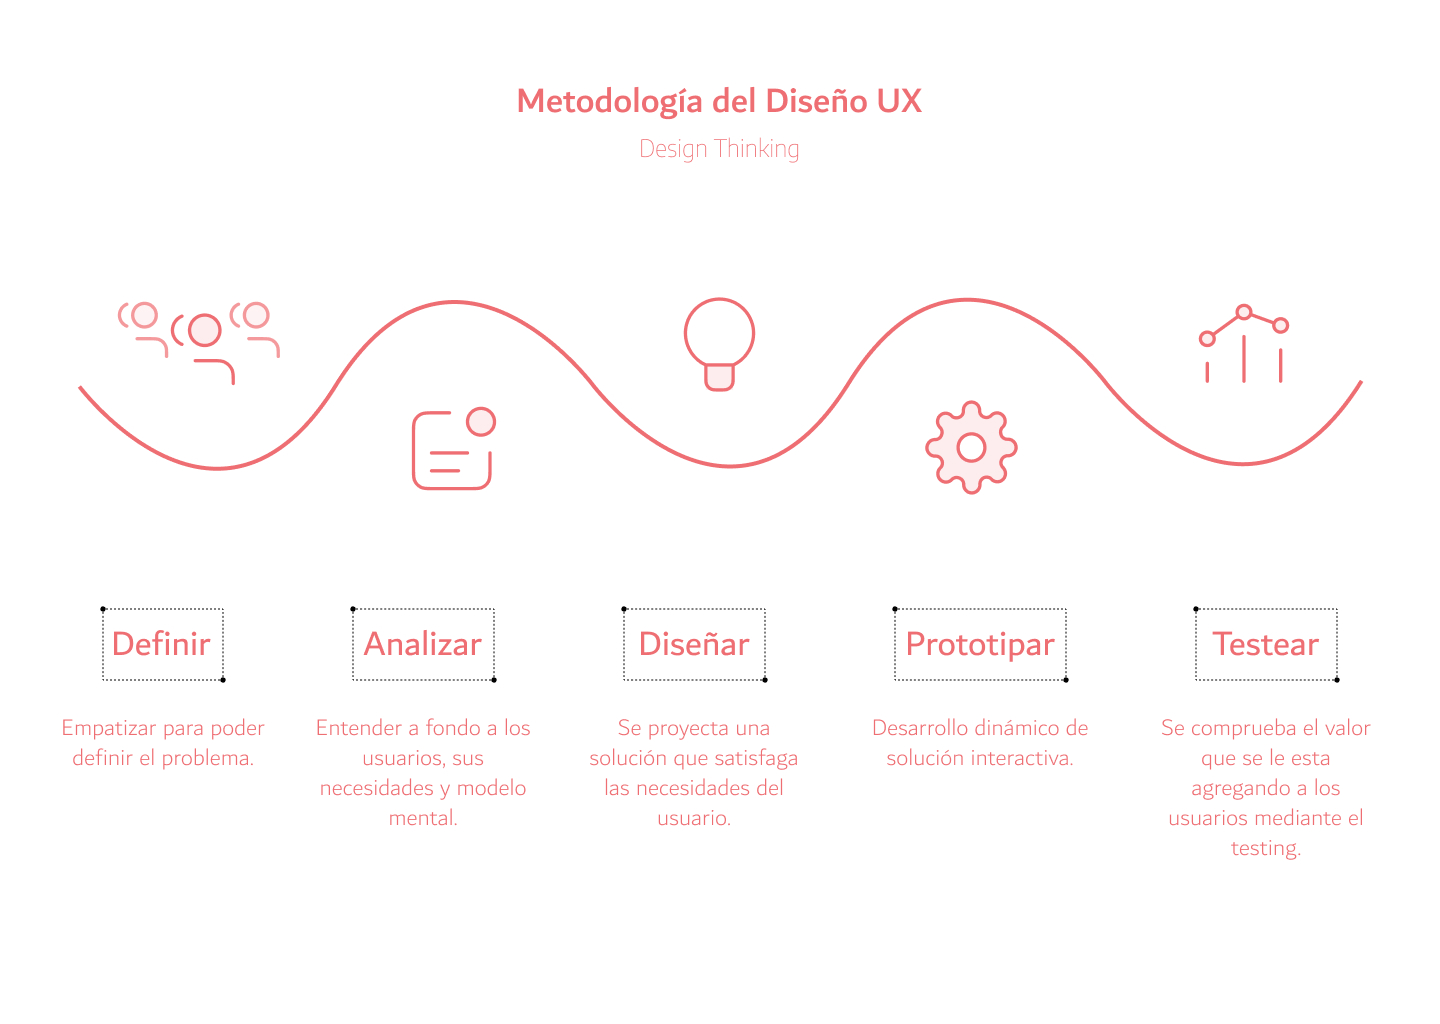 Metodología del Diseño UX
Design Thinking
Definir
Empatizar para poder
definir el problema.
Analizar
Entender a fondo a los
usuarios, sus
necesidades y modelo
mental.
Diseñar
Se proyecta una
solución que satisfaga
las necesidades del
usuario.
Prototipar
Desarrollo dinámico de
solución interactiva.
Testear
Se comprueba el valor
que se le esta
agregando a los
usuarios mediante el
testing.